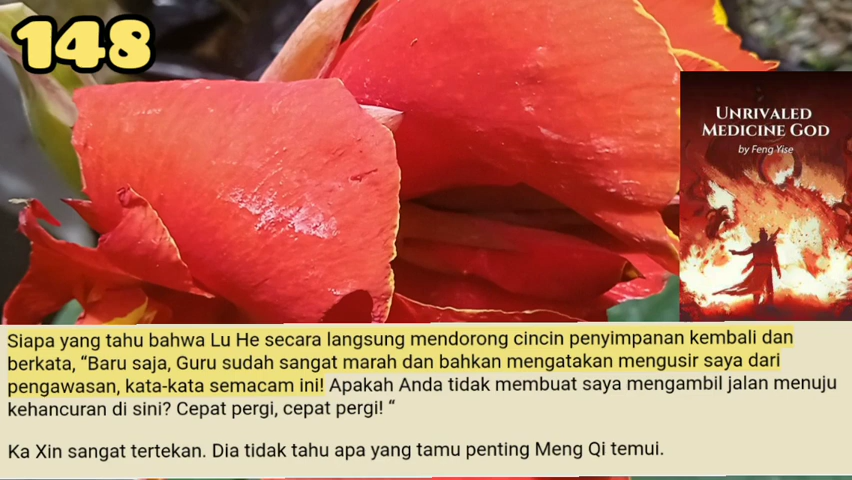 148
UNRIVALED
MEDICINE GOD
by Feng Yise
Siapa yang tahu bahwa Lu He secara langsung mendorong cincin penyimpanan kembali dan
berkata, “Baru saja, Guru sudah sangat marah dan bahkan mengatakan mengusir saya dari
pengawasan, kata-kata semacam ini! Apakah Anda tidak membuat saya mengambil jalan menuju
kehancuran di sini? Cepat pergi, cepat pergi! “
Ka Xin sangat tertekan. Dia tidak tahu apa yang tamu penting Meng Qi temui.